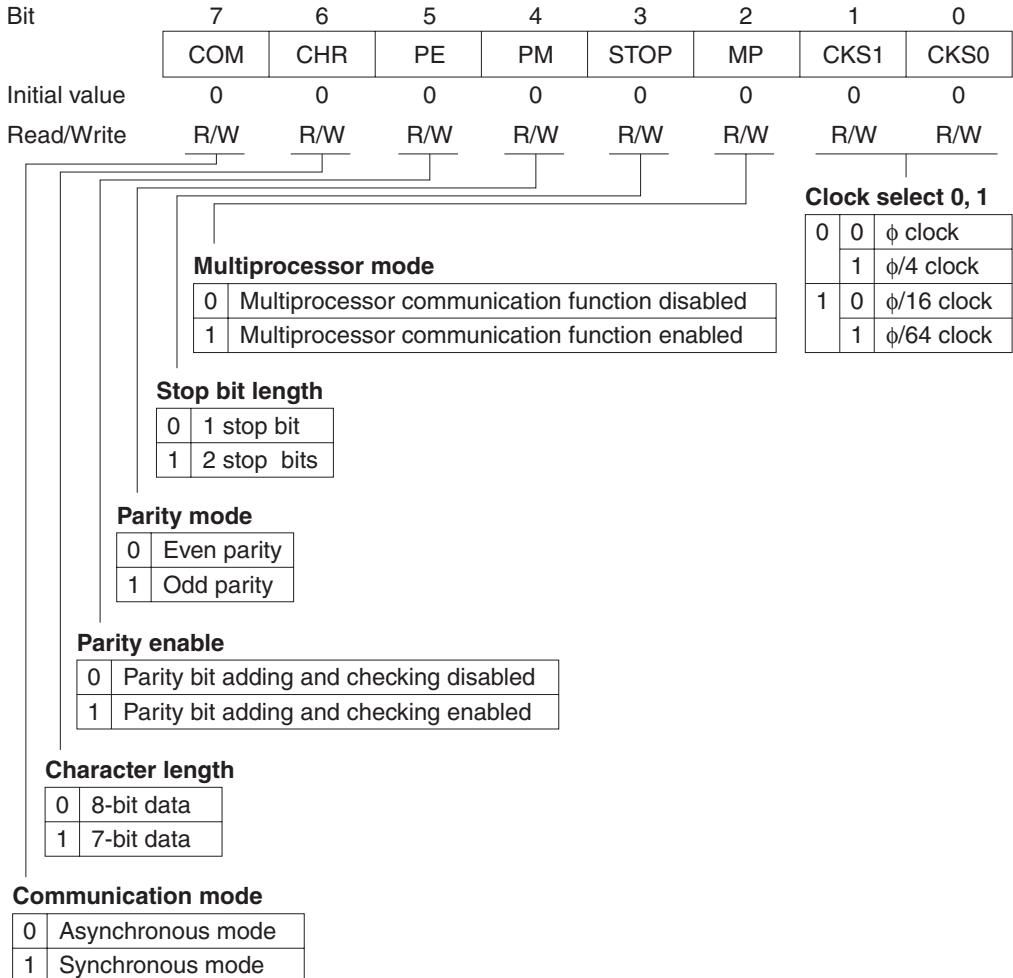 Bit 7 6 5 4 3 2 1 0
COM CHR PE PM STOP MP CKS1 CKS0
Initial value 0 0 0 0 0 0 0 0
Read/Write R/W R/W R/W R/W R/W R/W R/W R/W
Clock select 0, 1
0 0 ϕ clock
1 ϕ/4 clock
1 0 ϕ/16 clock
1 ϕ/64 clock
Multiprocessor mode
0 Multiprocessor communication function disabled
1 Multiprocessor communication function enabled
Stop bit length
0 1 stop bit
1 2 stop bits
Parity mode
0 Even parity
1 Odd parity
Parity enable
0 Parity bit adding and checking disabled
1 Parity bit adding and checking enabled
Character length
0 8-bit data
1 7-bit data
Communication mode
0 Asynchronous mode
1 Synchronous mode